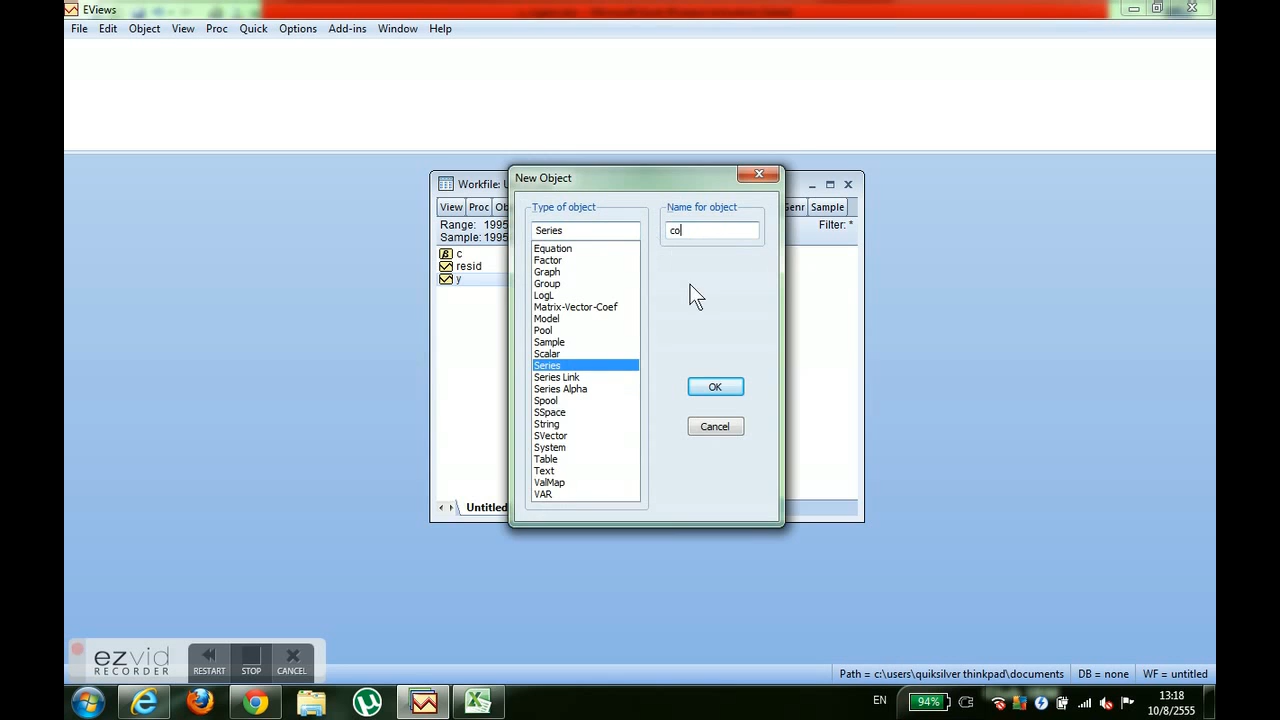 EViews
File Edit Object View Proc Quick Options Add-ins Window Help
New Object
Workfile: U
View Proc Ob
Genr Sample
Range: 1995
Filter: *
Sample: 1995
c
resid
y
Type of object
Name for object
Series
co
Equation
Factor
Graph
Group
LogL
Matrix-Vector-Coef
Model
Pool
Sample
Scalar
Series
Series Link
Series Alpha
Spool
SSpace
String
SVector
System
Table
Text
ValMap
VAR
OK
Cancel
Untitled
ezvid
RECORDER
RESTART STOP CANCEL
Path = c:\users\quiksilver thinkpad\documents DB = none WF = untitled
EN 94% 13:18
10/8/2555